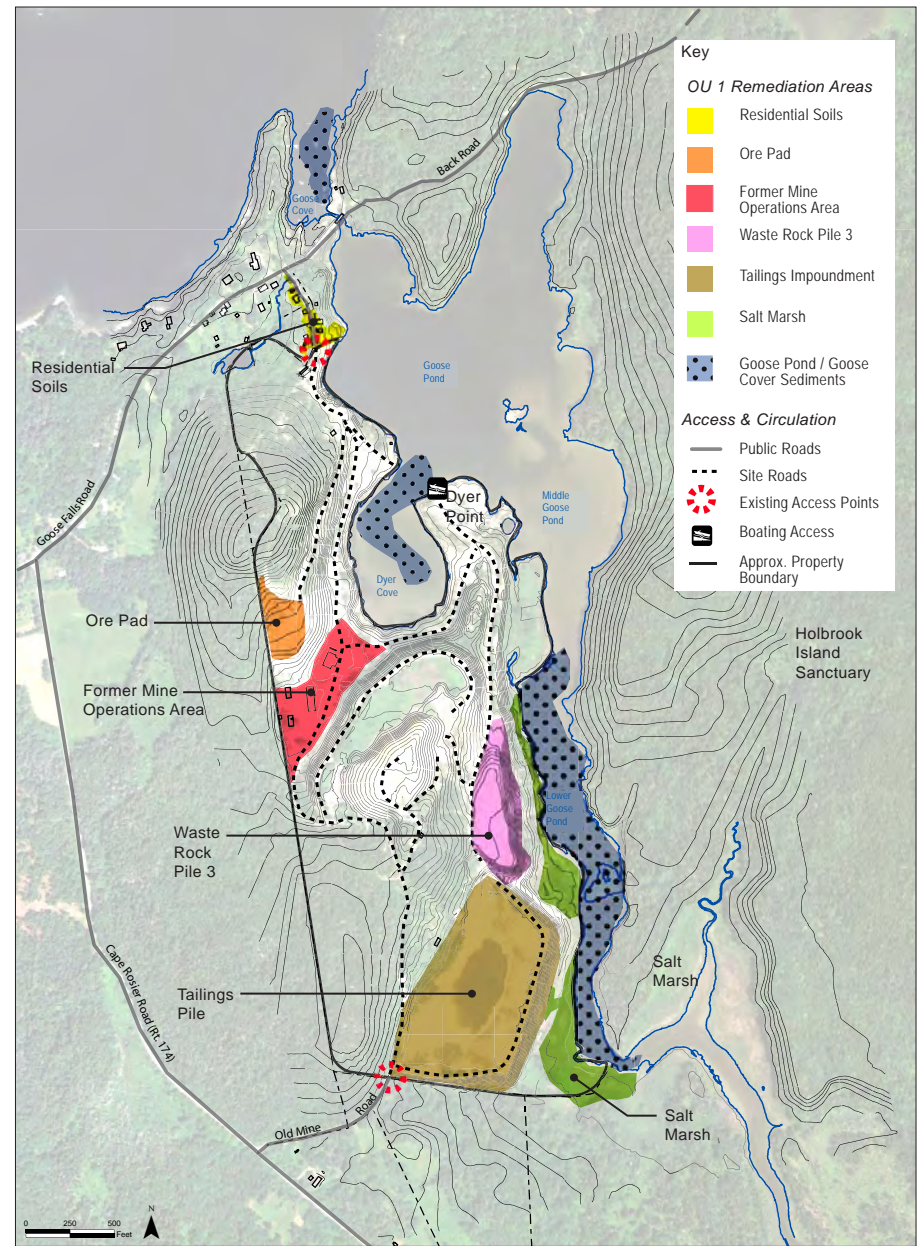 Key
OU 1 Remediation Areas
Residential Soils
Ore Pad
Former Mine
Operations Area
Waste Rock Pile 3
Tailings Impoundment
Salt Marsh
Goose Pond / Goose
Cover Sediments
Access & Circulation
Public Roads
Site Roads
Existing Access Points
Boating Access
Approx. Property
Boundary
Back Road
Goose
Cove
Residential
Soils
Goose
Pond
Goose Falls Road
Dyer
Point
Middle
Goose
Pond
Dyer
Cove
Ore Pad
Holbrook
Island
Sanctuary
Former Mine
Operations Area
Lower
Goose
Pond
Waste
Rock
Pile 3
Cape Rosier Road (Rt. 174)
Salt
Marsh
Tailings
Pile
Old Mine Road
Salt
Marsh
N
0 250 500
Feet